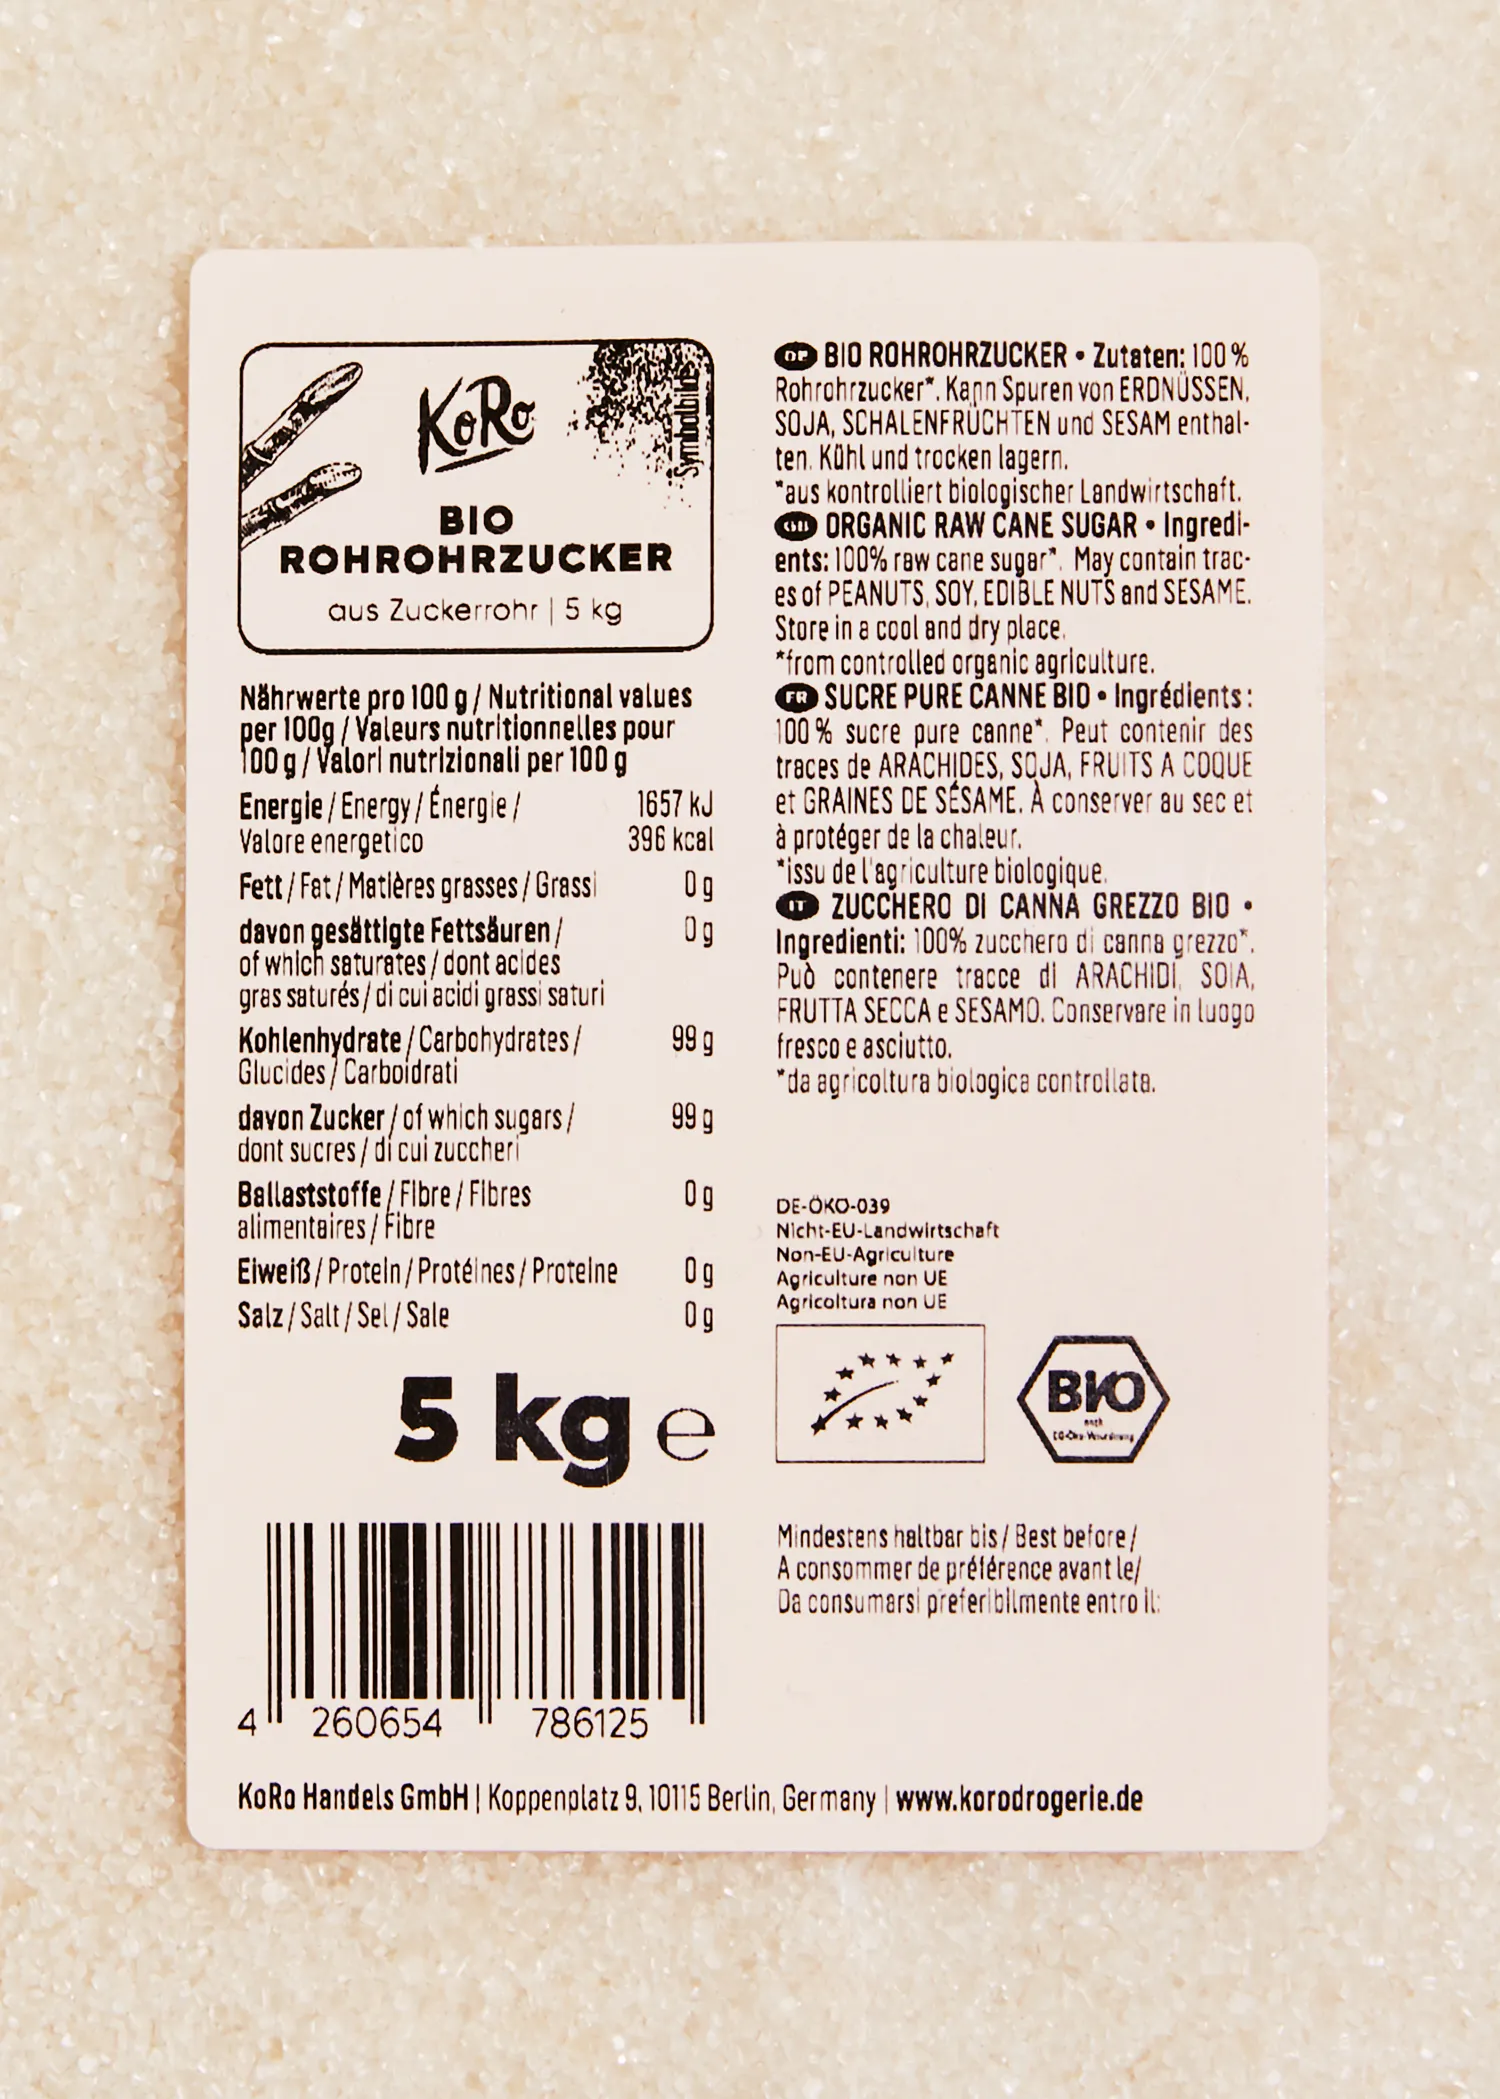 KoRo
Symbolbild
BIO
ROHROHRZUCKER
aus Zuckerrohr | 5 kg
Nährwerte pro 100 g / Nutritional values
per 100g / Valeurs nutritionnelles pour
100 g / Valori nutrizionali per 100 g
Energie / Energy / Énergie / 1657 kJ
Valore energetico 396 kcal
Fett / Fat / Matières grasses / Grassi 0 g
davon gesättigte Fettsäuren / 0 g
of which saturates / dont acides
gras saturés / di cui acidi grassi saturi
Kohlenhydrate / Carbohydrates / 99 g
Glucides / Carboidrati
davon Zucker / of which sugars / 99 g
dont sucres / di cui zuccheri
Ballaststoffe / Fibre / Fibres 0 g
alimentaires / Fibre
Eiweiß / Protein / Protéines / Proteine 0 g
Salz / Salt / Sel / Sale 0 g
5 kg e
4 260654 786125
DE BIO ROHROHRZUCKER • Zutaten: 100 %
Rohrohrzucker*. Kann Spuren von ERDNÜSSEN,
SOJA, SCHALENFRÜCHTEN und SESAM enthal-
ten. Kühl und trocken lagern.
*aus kontrolliert biologischer Landwirtschaft.
ORGANIC RAW CANE SUGAR • Ingredi-
ents: 100% raw cane sugar*. May contain trac-
es of PEANUTS, SOY, EDIBLE NUTS and SESAME.
Store in a cool and dry place.
*from controlled organic agriculture.
FR SUCRE PURE CANNE BIO • Ingrédients :
100 % sucre pure canne*. Peut contenir des
traces de ARACHIDES, SOJA, FRUITS A COQUE
et GRAINES DE SÉSAME. À conserver au sec et
à protéger de la chaleur.
*issu de l'agriculture biologique.
IT ZUCCHERO DI CANNA GREZZO BIO •
Ingredienti: 100% zucchero di canna grezzo*.
Può contenere tracce di ARACHIDI, SOIA,
FRUTTA SECCA e SESAMO. Conservare in luogo
fresco e asciutto.
*da agricoltura biologica controllata.
DE-ÖKO-039
Nicht-EU-Landwirtschaft
Non-EU-Agriculture
Agriculture non UE
Agricoltura non UE
BIO
nach
EG-Öko-Verordnung
Mindestens haltbar bis / Best before /
A consommer de préférence avant le/
Da consumarsi preferibilmente entro il:
KoRo Handels GmbH | Koppenplatz 9, 10115 Berlin, Germany | www.korodrogerie.de